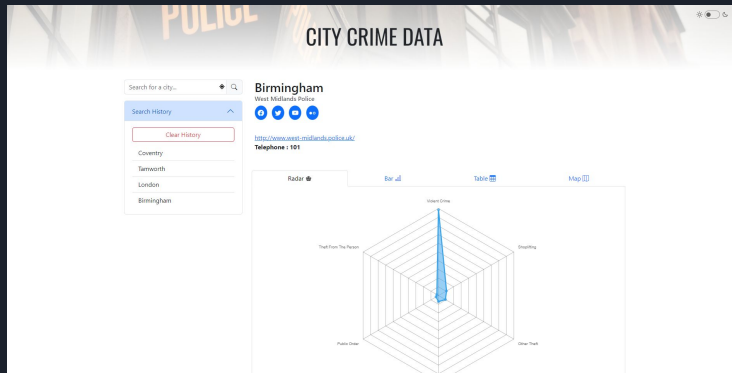 POLICE
CITY CRIME DATA
Search for a city...
Search History
Clear History
Coventry
Tamworth
London
Birmingham
Birmingham
West Midlands Police
http://www.west-midlands.police.uk/
Telephone : 101
Radar
Bar
Table
Map
Violent Crime
Theft From The Person
Shoplifting
Public Order
Other Theft